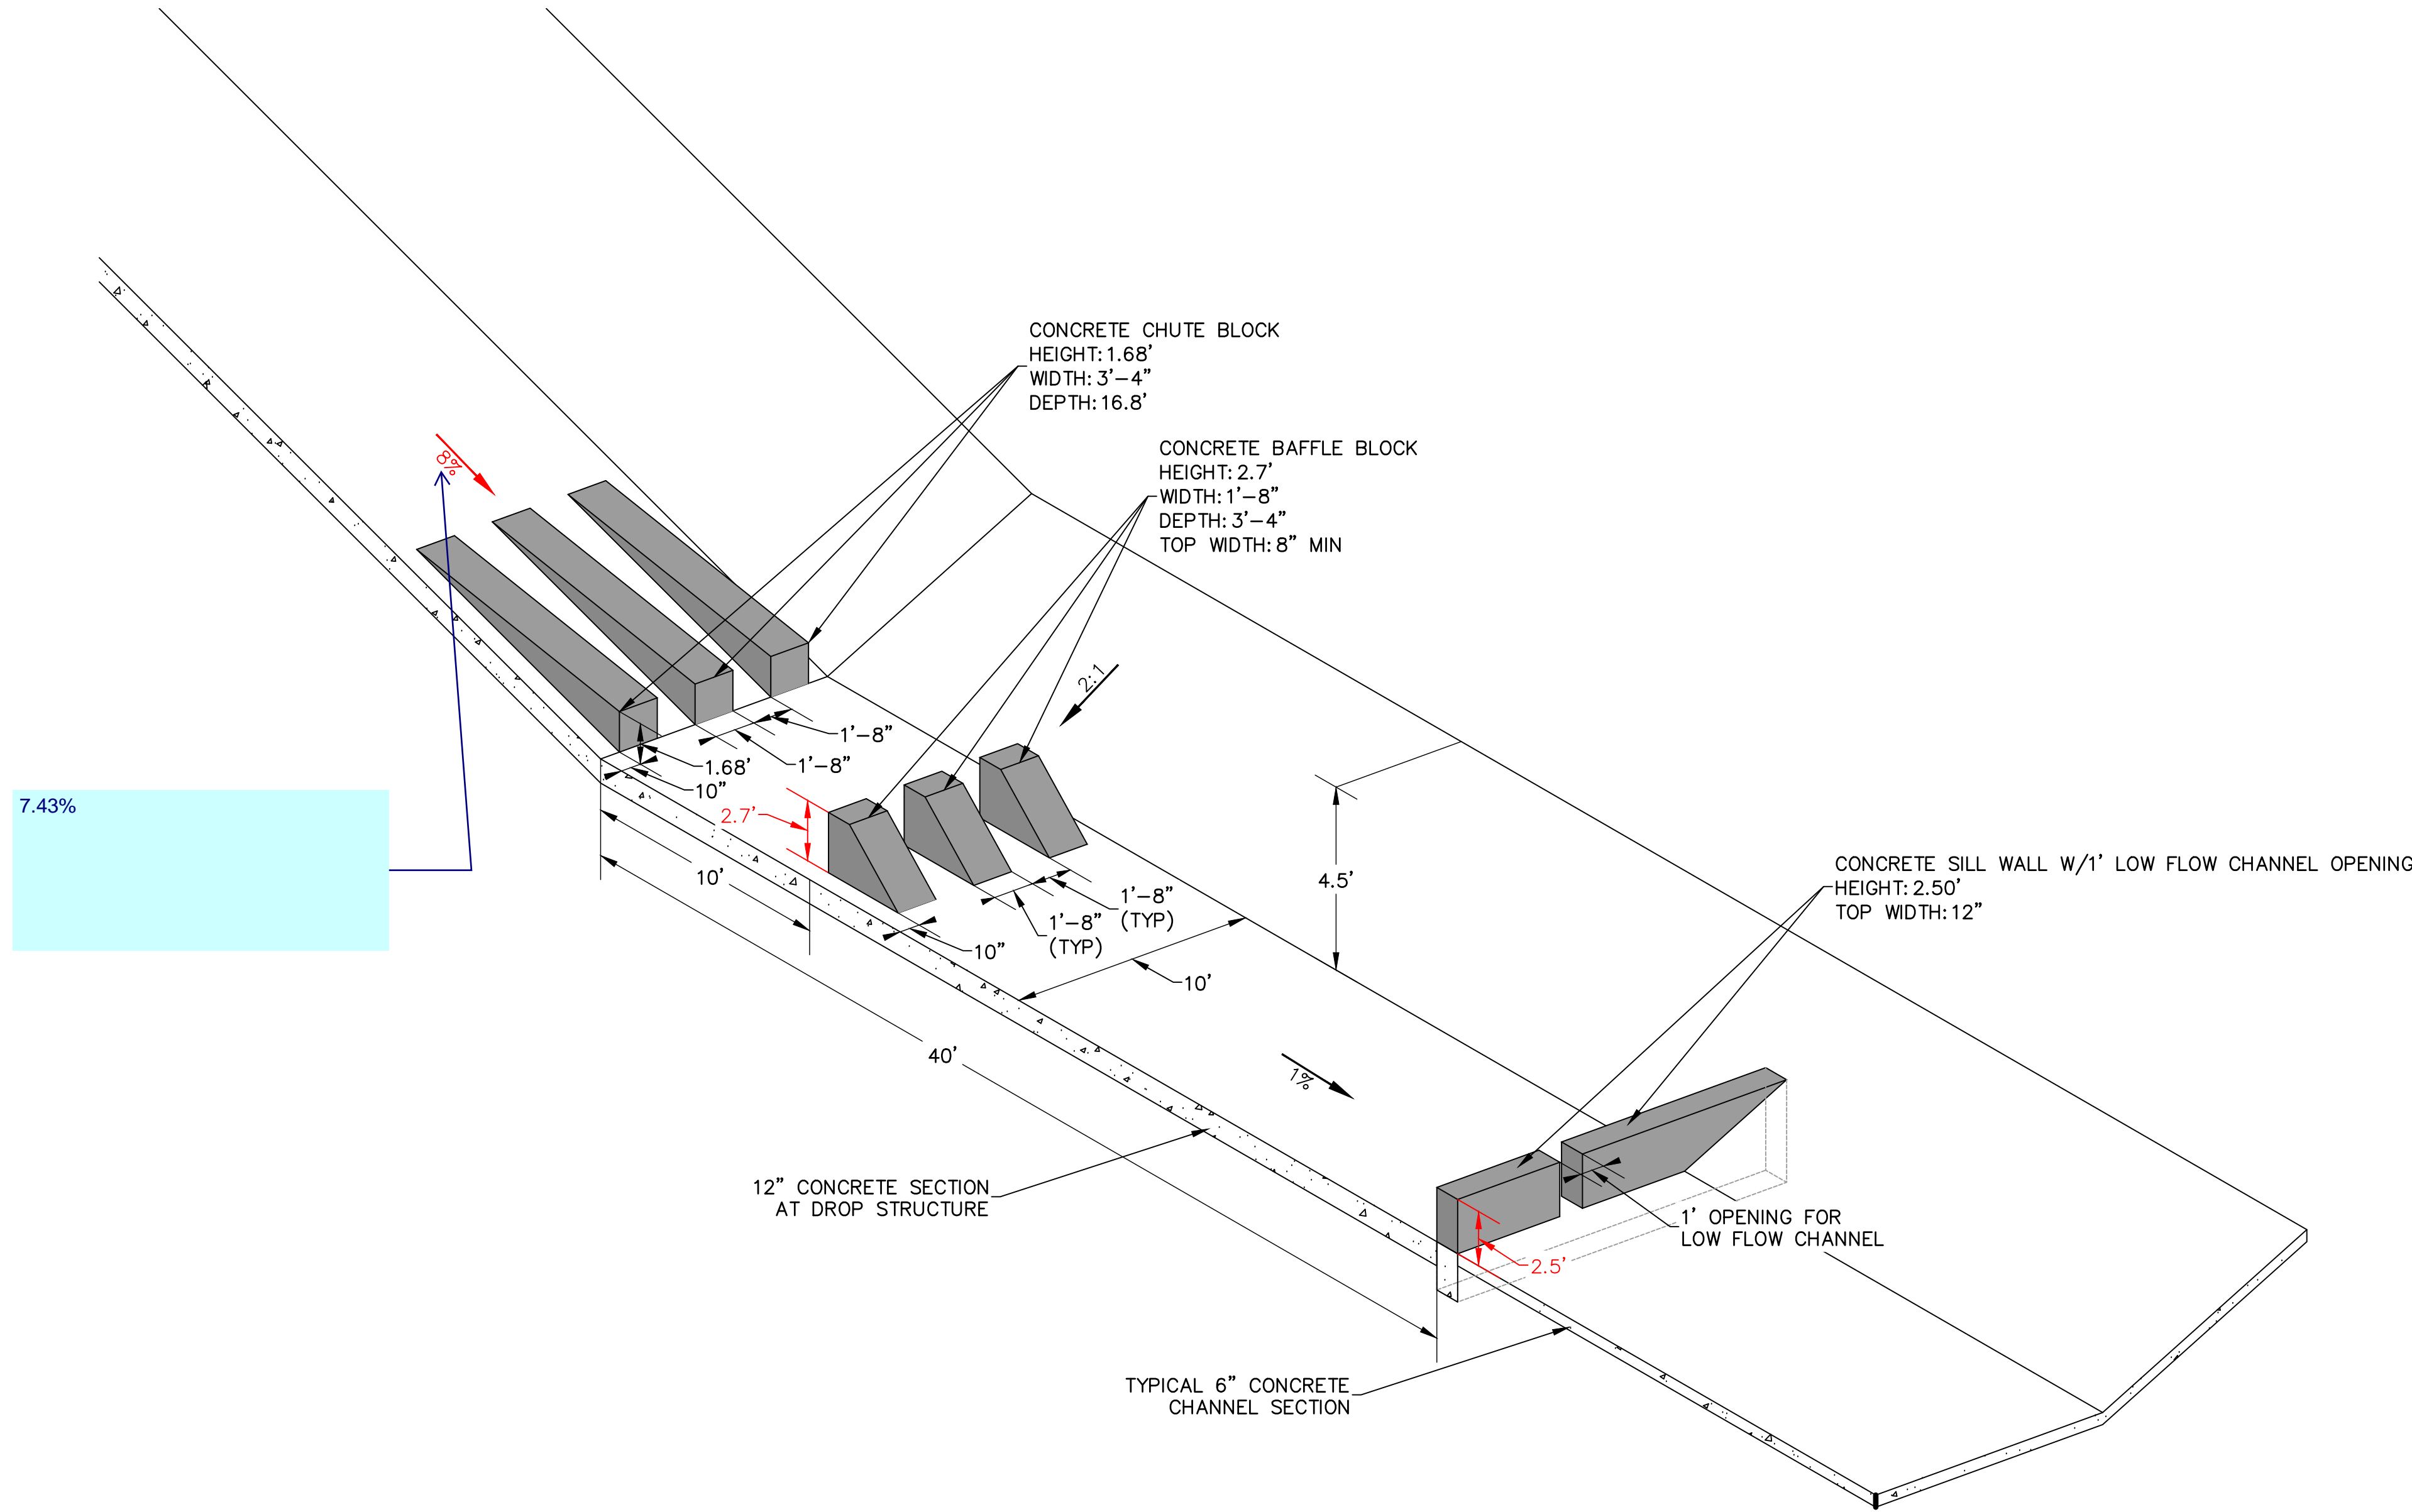 CONCRETE CHUTE BLOCK
HEIGHT: 1.68'
WIDTH: 3'-4"
DEPTH: 16.8'
CONCRETE BAFFLE BLOCK
HEIGHT: 2.7'
WIDTH: 1'-8"
DEPTH: 3'-4"
TOP WIDTH: 8" MIN
8%
2:1
1'-8"
1'-8"
1.68'
10"
7.43%
2.7'
10'
4.5'
CONCRETE SILL WALL W/1' LOW FLOW CHANNEL OPENING
HEIGHT: 2.50'
TOP WIDTH: 12"
1'-8"
(TYP)
1'-8"
(TYP)
10"
10'
40'
1%
12" CONCRETE SECTION
AT DROP STRUCTURE
1' OPENING FOR
LOW FLOW CHANNEL
2.5'
TYPICAL 6" CONCRETE
CHANNEL SECTION